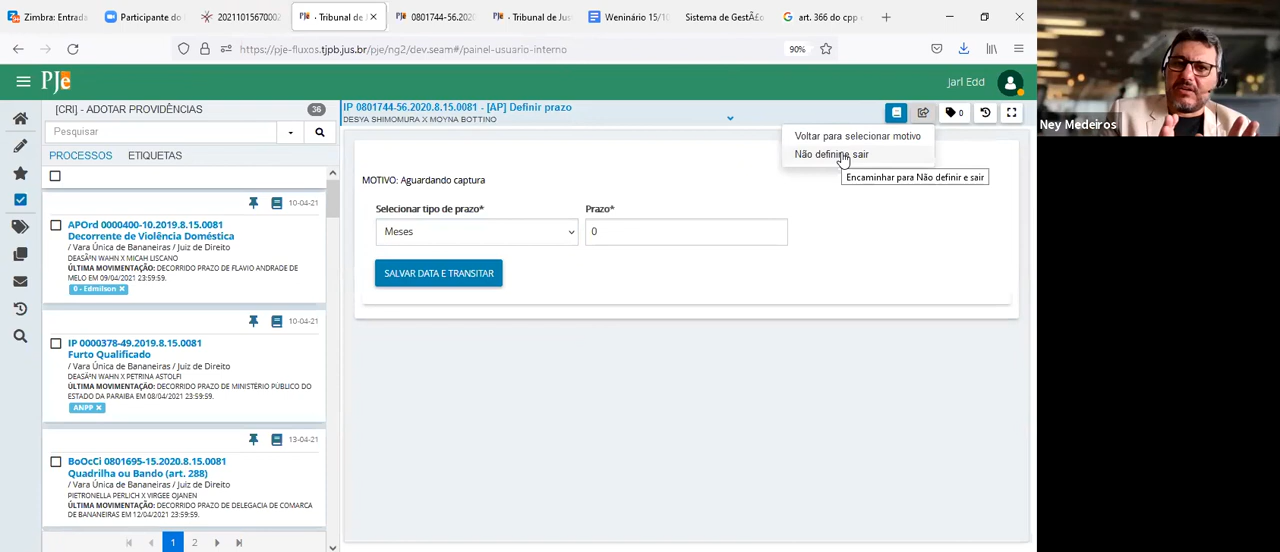 Zimbra: Entrada
Participante do
20211015670002
· Tribunal de J
0801744-56.2020
· Tribunal de Jus
Weninário 15/10
Sistema de GestÃ£o
art. 366 do cpp
https://pje-fluxos.tjpb.jus.br/pje/ng2/dev.seam#/painel-usuario-interno
90%
PJe
Jarl Edd
[CRI] - ADOTAR PROVIDÊNCIAS
36
Pesquisar
PROCESSOS
ETIQUETAS
10-04-21
APOrd 0000400-10.2019.8.15.0081
Decorrente de Violência Doméstica
/ Vara Única de Bananeiras / Juiz de Direito
DEASÃªN WAHN X MICAH LISCANO
ÚLTIMA MOVIMENTAÇÃO: DECORRIDO PRAZO DE FLAVIO ANDRADE DE
MELO EM 09/04/2021 23:59:59.
0 - Edmilson
10-04-21
IP 0000378-49.2019.8.15.0081
Furto Qualificado
/ Vara Única de Bananeiras / Juiz de Direito
DEASÃªN WAHN X PETRINA ASTOLFI
ÚLTIMA MOVIMENTAÇÃO: DECORRIDO PRAZO DE MINISTÉRIO PÚBLICO DO
ESTADO DA PARAIBA EM 08/04/2021 23:59:59.
ANPP
13-04-21
BoOcCi 0801695-15.2020.8.15.0081
Quadrilha ou Bando (art. 288)
/ Vara Única de Bananeiras / Juiz de Direito
PIETRONELLA PERLICH X VIRGEE OJANEN
ÚLTIMA MOVIMENTAÇÃO: DECORRIDO PRAZO DE DELEGACIA DE COMARCA
DE BANANEIRAS EM 12/04/2021 23:59:59.
1
2
IP 0801744-56.2020.8.15.0081 - [AP] Definir prazo
DESYA SHIMOMURA X MOYNA BOTTINO
0
Voltar para selecionar motivo
Não definir e sair
Encaminhar para Não definir e sair
MOTIVO: Aguardando captura
Selecionar tipo de prazo*
Prazo*
Meses
0
SALVAR DATA E TRANSITAR
Ney Medeiros